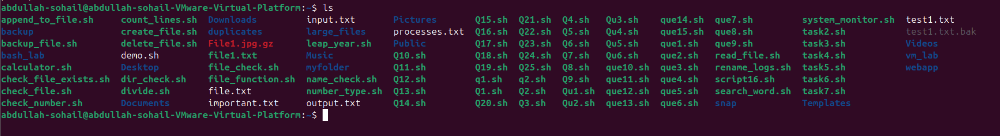 abdullah-sohail@abdullah-sohail-VMware-Virtual-Platform:~$ ls
append_to_file.sh count_lines.sh Downloads input.txt Pictures Q15.sh Q21.sh Q4.sh Qu3.sh que14.sh que7.sh system_monitor.sh test1.txt
backup create_file.sh duplicates large_files processes.txt Q16.sh Q22.sh Q5.sh Qu4.sh que15.sh que8.sh task2.sh test1.txt.bak
backup_file.sh delete_file.sh File1.jpg.gz leap_year.sh Public Q17.sh Q23.sh Q6.sh Qu5.sh que1.sh que9.sh task3.sh Videos
bash_lab demo.sh file1.txt Music Q10.sh Q18.sh Q24.sh Q7.sh Qu6.sh que2.sh read_file.sh task4.sh vm_lab
calculator.sh Desktop file_check.sh myfolder Q11.sh Q19.sh Q25.sh Q8.sh que10.sh que3.sh rename_logs.sh task5.sh webapp
check_file_exists.sh dir_check.sh file_function.sh name_check.sh Q12.sh q1.sh q2.sh Q9.sh que11.sh que4.sh script16.sh task6.sh
check_file.sh divide.sh file.txt number_type.sh Q13.sh Q1.sh Q2.sh Qu1.sh que12.sh que5.sh search_word.sh task7.sh
check_number.sh Documents important.txt output.txt Q14.sh Q20.sh Q3.sh Qu2.sh que13.sh que6.sh snap Templates
abdullah-sohail@abdullah-sohail-VMware-Virtual-Platform:~$